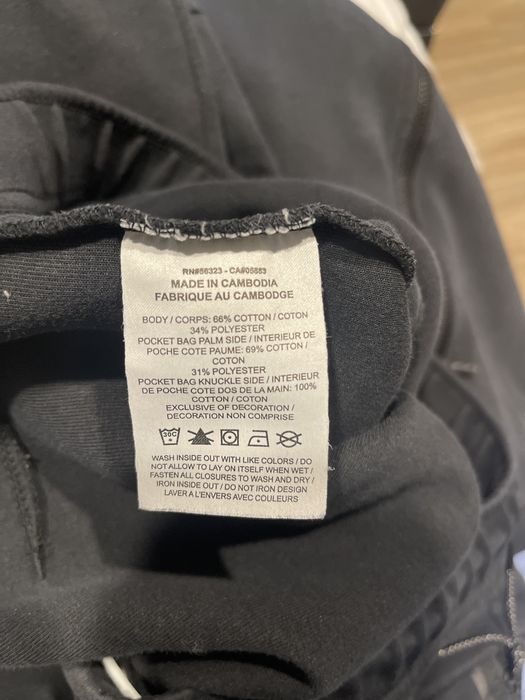 RN#56323 - CA#05553
MADE IN CAMBODIA
FABRIQUE AU CAMBODGE
BODY / CORPS: 66% COTTON / COTON
34% POLYESTER
POCKET BAG PALM SIDE / INTERIEUR DE
POCHE COTE PAUME: 69% COTTON /
COTON
31% POLYESTER
POCKET BAG KNUCKLE SIDE / INTERIEUR
DE POCHE COTE DOS DE LA MAIN: 100%
COTTON / COTON
EXCLUSIVE OF DECORATION /
DECORATION NON COMPRISE
30C
WASH INSIDE OUT WITH LIKE COLORS / DO
NOT ALLOW TO LAY ON ITSELF WHEN WET /
FASTEN ALL CLOSURES TO WASH AND DRY /
IRON INSIDE OUT / DO NOT IRON DESIGN
LAVER A L'ENVERS AVEC COULEURS